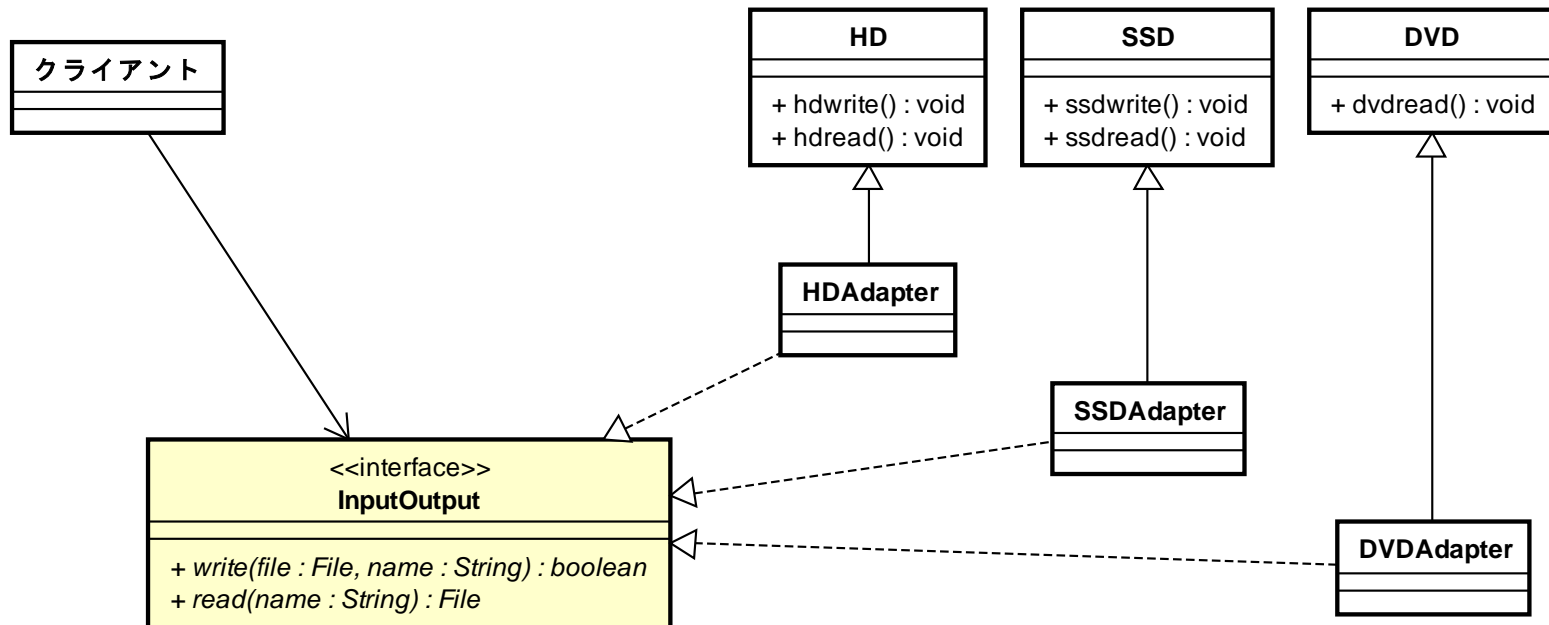 クライアント
HD
+ hdwrite() : void
+ hdread() : void
SSD
+ ssdwrite() : void
+ ssdread() : void
DVD
+ dvdread() : void
HDAdapter
SSDAdapter
DVDAdapter
<<interface>>
InputOutput
+ write(file : File, name : String) : boolean
+ read(name : String) : File